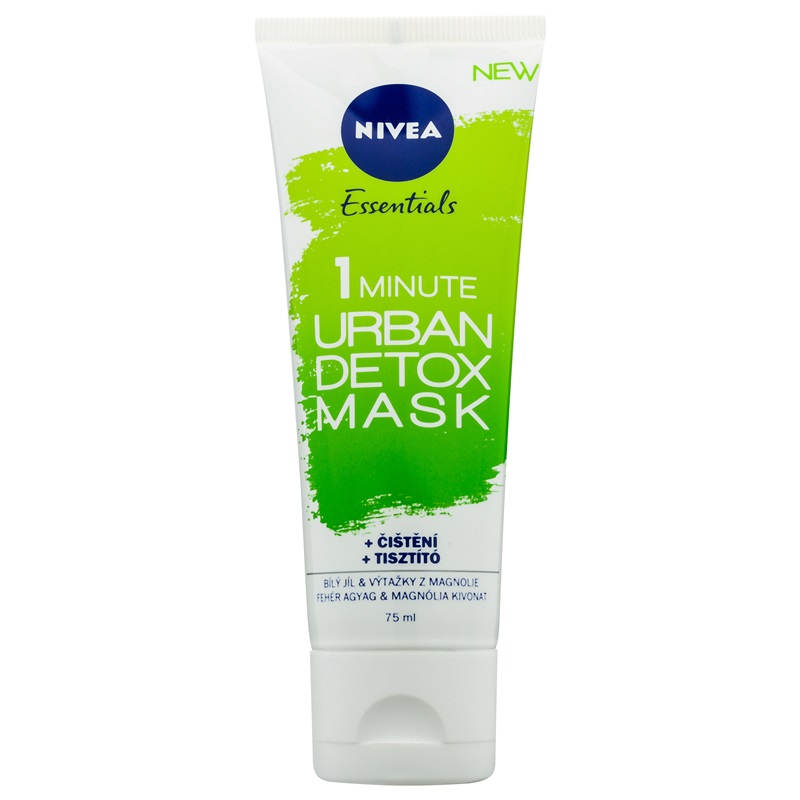 NEW
NIVEA
Essentials
1 MINUTE
URBAN
DETOX
MASK
+ ČIŠTĚNÍ
+ TISZTÍTÓ
BÍLÝ JÍL & VÝTAŽKY Z MAGNOLIE
FEHÉR AGYAG & MAGNÓLIA KIVONAT
75 ml